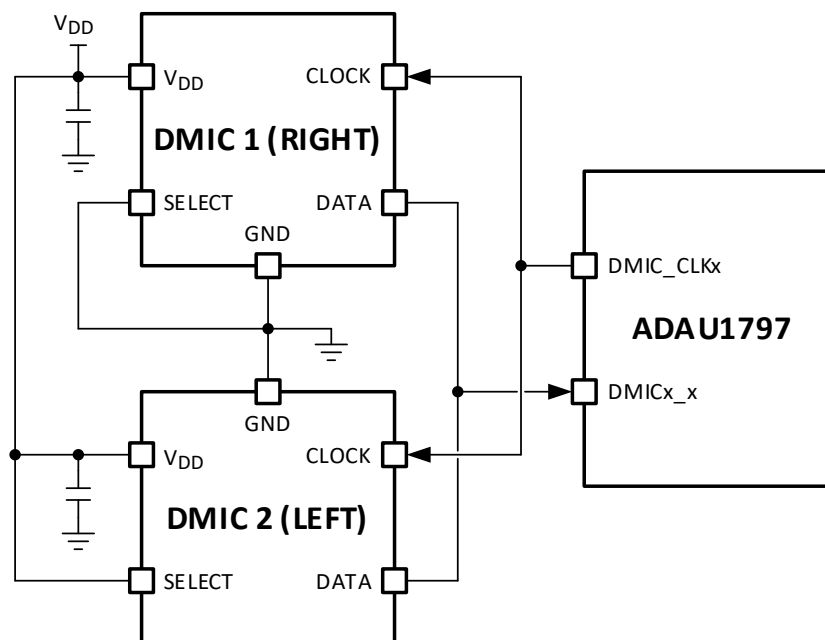 VDD
VDD
CLOCK
DMIC 1 (RIGHT)
SELECT
DATA
GND
DMIC_CLKx
ADAU1797
DMICx_x
GND
VDD
CLOCK
DMIC 2 (LEFT)
SELECT
DATA